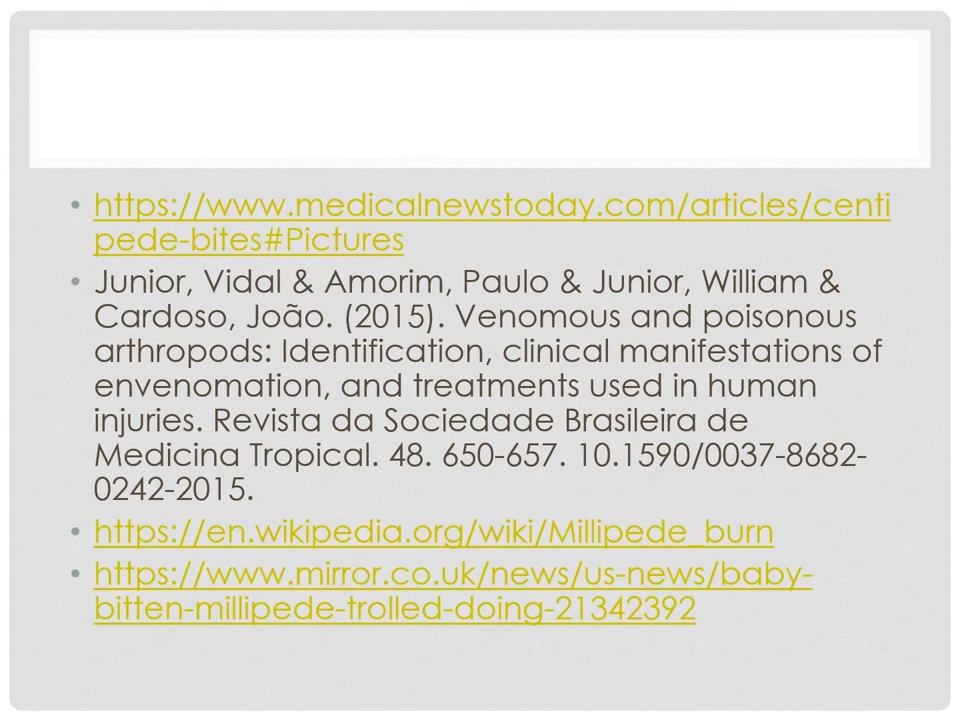 • https://www.medicalnewstoday.com/articles/centi
pede-bites#Pictures
• Junior, Vidal & Amorim, Paulo & Junior, William &
Cardoso, João. (2015). Venomous and poisonous
arthropods: Identification, clinical manifestations of
envenomation, and treatments used in human
injuries. Revista da Sociedade Brasileira de
Medicina Tropical. 48. 650-657. 10.1590/0037-8682-
0242-2015.
• https://en.wikipedia.org/wiki/Millipede_burn
• https://www.mirror.co.uk/news/us-news/baby-
bitten-millipede-trolled-doing-21342392